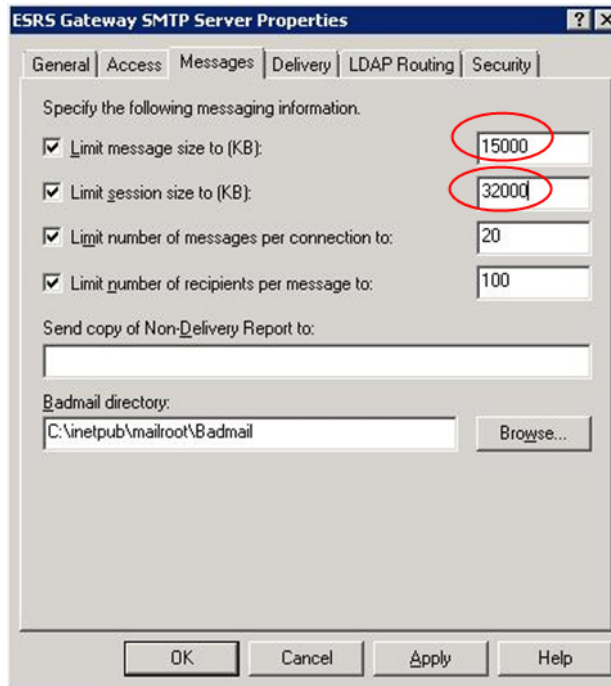 ESRS Gateway SMTP Server Properties
General Access Messages Delivery LDAP Routing Security
Specify the following messaging information.
Limit message size to (KB): 15000
Limit session size to (KB): 32000
Limit number of messages per connection to: 20
Limit number of recipients per message to: 100
Send copy of Non-Delivery Report to:
Badmail directory:
C:\inetpub\mailroot\Badmail Browse...
OK Cancel Apply Help